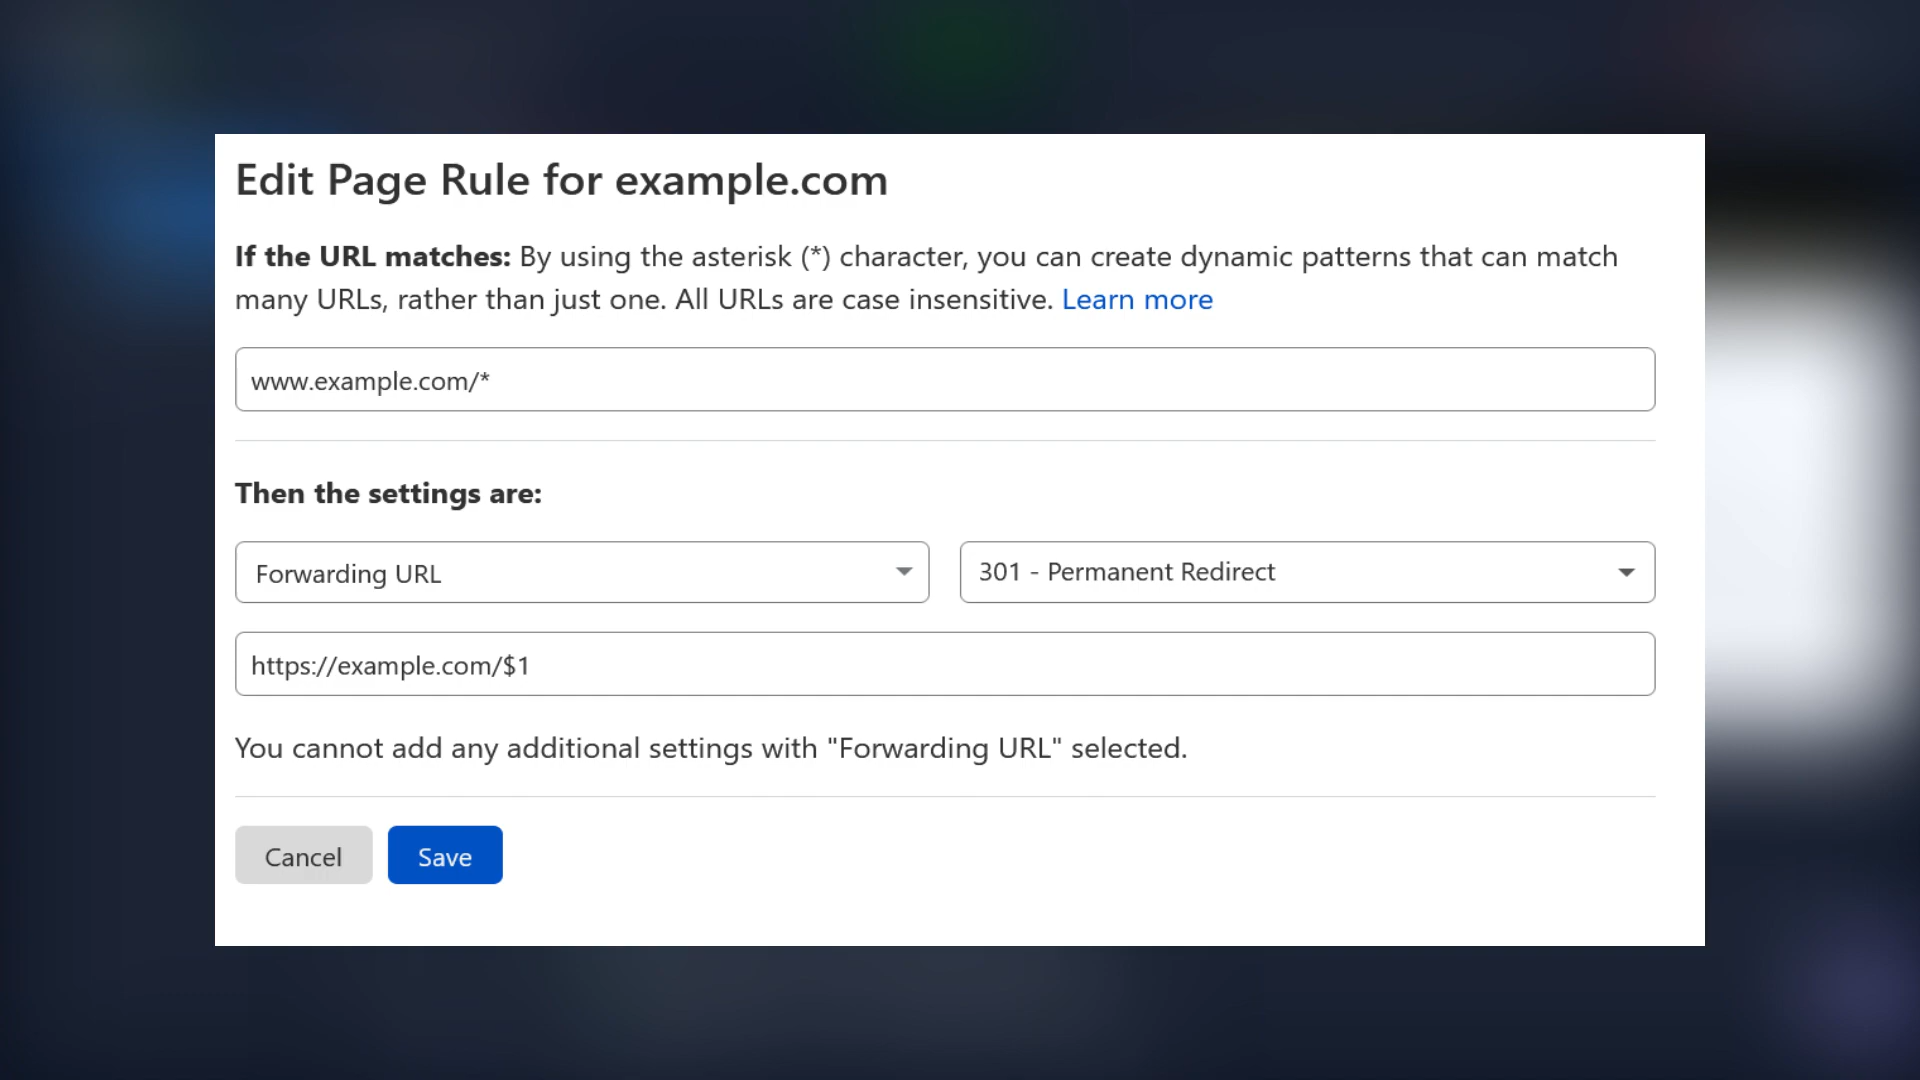 Edit Page Rule for example.com
If the URL matches: By using the asterisk (*) character, you can create dynamic patterns that can match
many URLs, rather than just one. All URLs are case insensitive. Learn more
www.example.com/*
Then the settings are:
Forwarding URL
301 - Permanent Redirect
https://example.com/$1
You cannot add any additional settings with "Forwarding URL" selected.
Cancel
Save